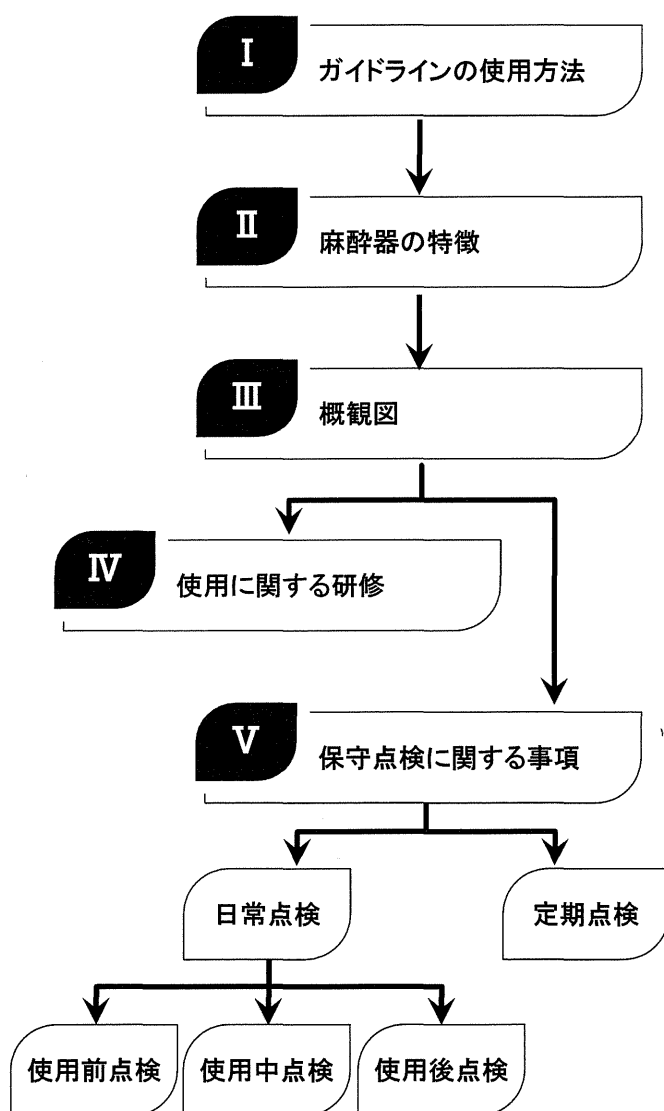 Ⅰ
ガイドラインの使用方法
Ⅱ
麻酔器の特徴
Ⅲ
概観図
Ⅳ
使用に関する研修
Ⅴ
保守点検に関する事項
日常点検
定期点検
使用前点検
使用中点検
使用後点検